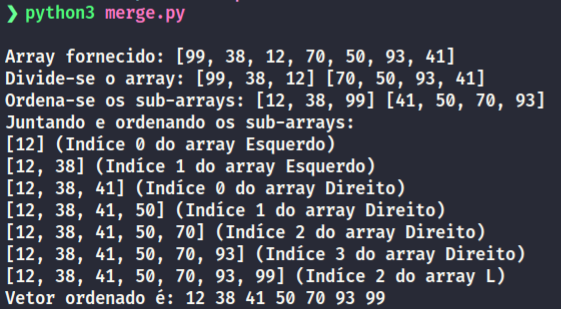 ❯ python3 merge.py
Array fornecido: [99, 38, 12, 70, 50, 93, 41]
Divide-se o array: [99, 38, 12] [70, 50, 93, 41]
Ordena-se os sub-arrays: [12, 38, 99] [41, 50, 70, 93]
Juntando e ordenando os sub-arrays:
[12] (Indíce 0 do array Esquerdo)
[12, 38] (Indíce 1 do array Esquerdo)
[12, 38, 41] (Indíce 0 do array Direito)
[12, 38, 41, 50] (Indíce 1 do array Direito)
[12, 38, 41, 50, 70] (Indíce 2 do array Direito)
[12, 38, 41, 50, 70, 93] (Indíce 3 do array Direito)
[12, 38, 41, 50, 70, 93, 99] (Indíce 2 do array L)
Vetor ordenado é: 12 38 41 50 70 93 99